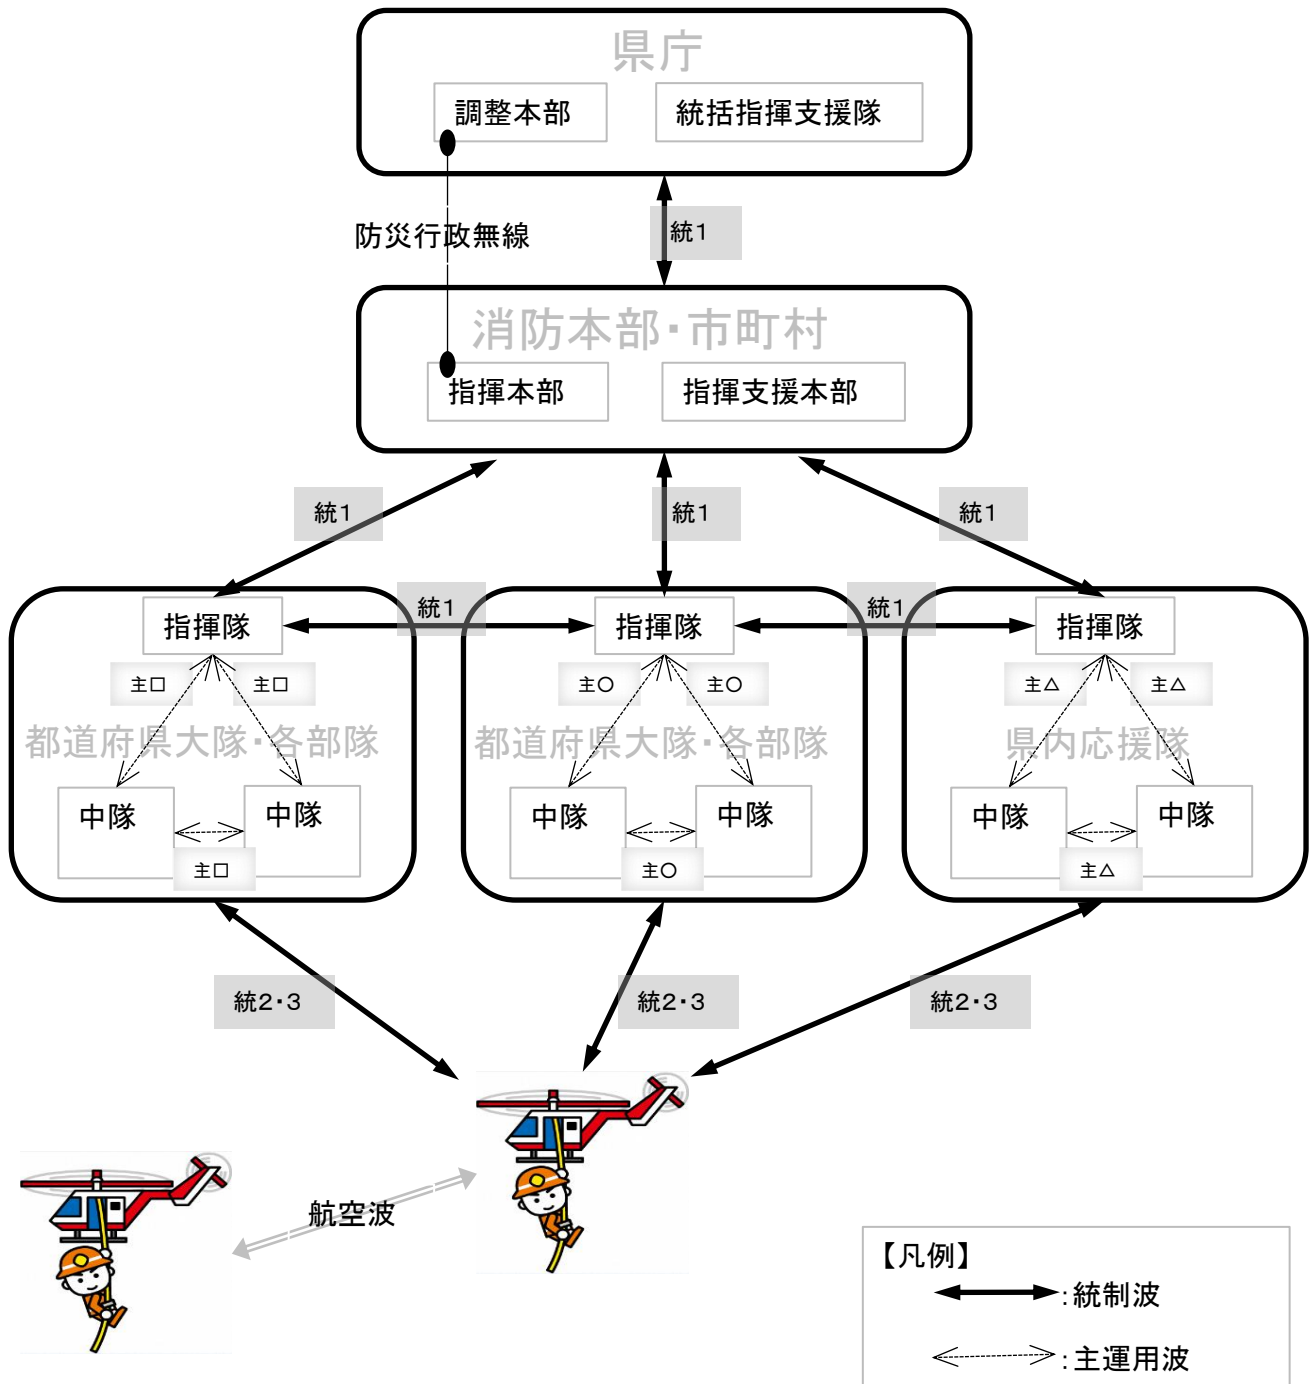 県庁
調整本部
統括指揮支援隊
防災行政無線
統1
消防本部・市町村
指揮本部
指揮支援本部
統1
統1
統1
指揮隊
統1
指揮隊
統1
指揮隊
主□
主□
主○
主○
主△
主△
都道府県大隊・各部隊
都道府県大隊・各部隊
県内応援隊
中隊
中隊
中隊
中隊
中隊
中隊
主□
主○
主△
統2・3
統2・3
統2・3
航空波
【凡例】
:統制波
:主運用波